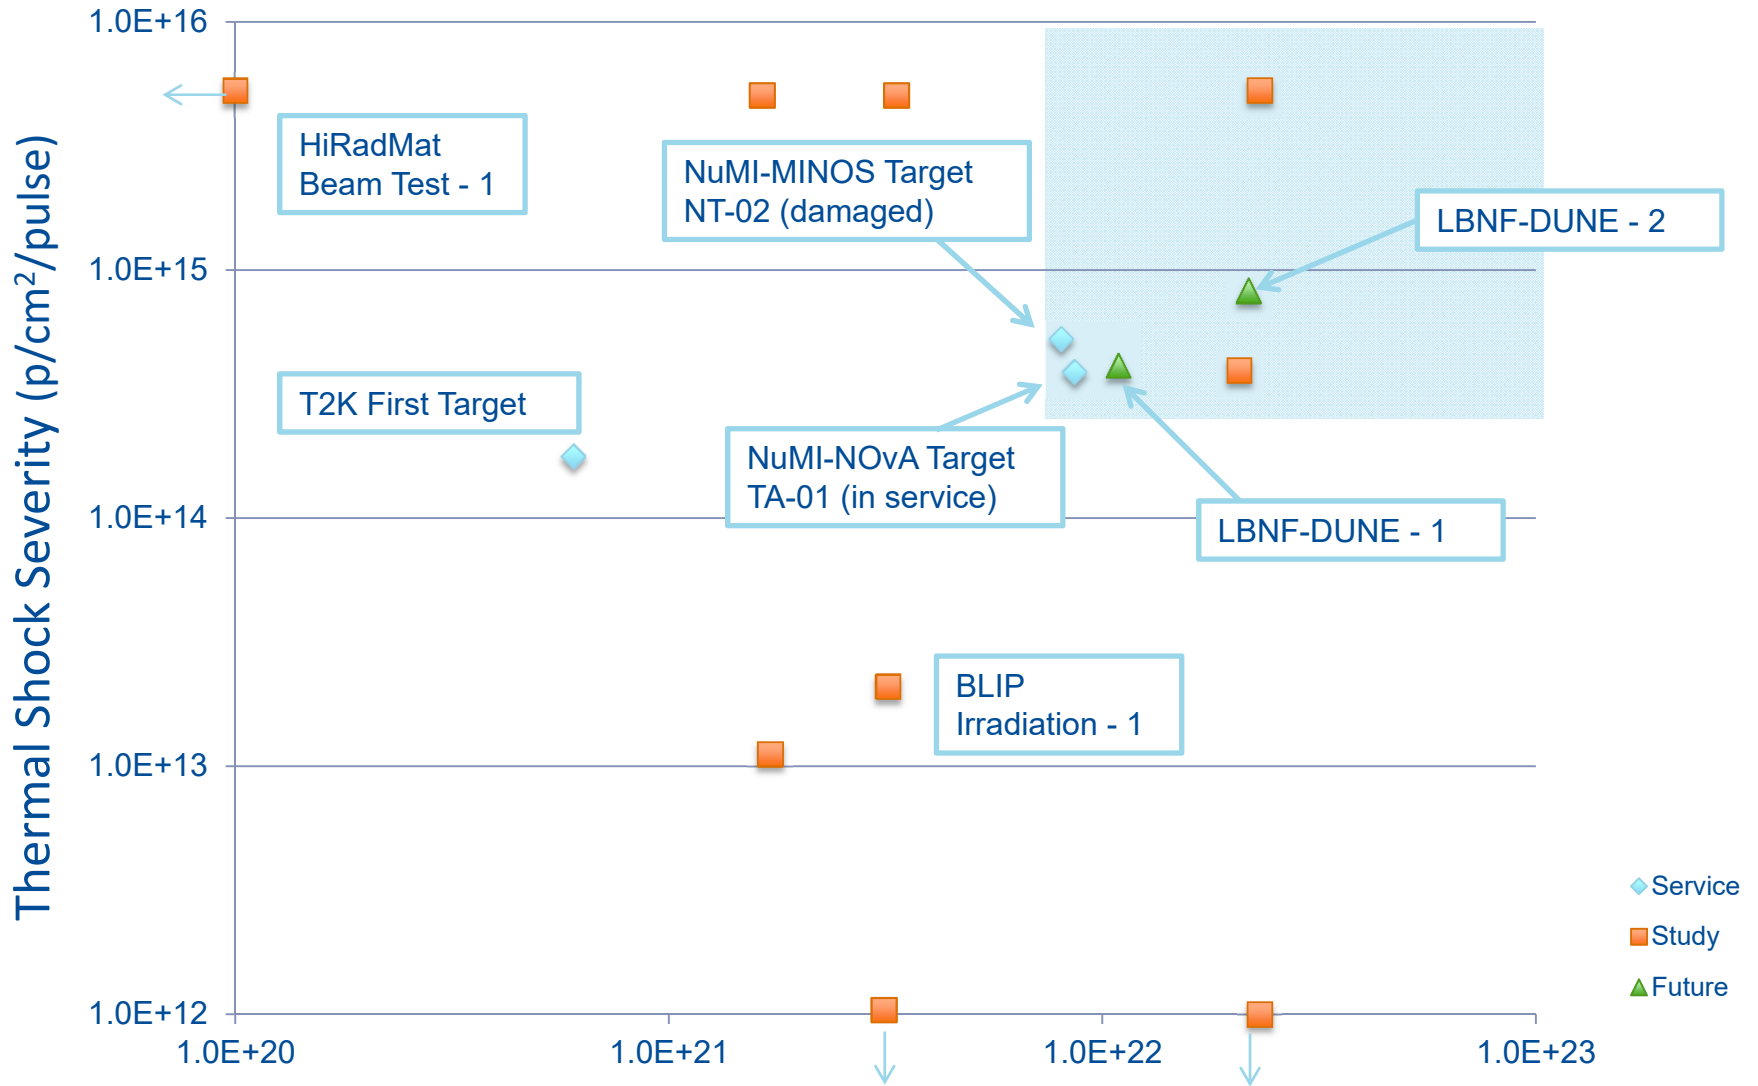 Thermal Shock Severity (p/cm²/pulse)
1.0E+16
1.0E+15
1.0E+14
1.0E+13
1.0E+12
HiRadMat
Beam Test - 1
NuMI-MINOS Target
NT-02 (damaged)
LBNF-DUNE - 2
T2K First Target
NuMI-NOvA Target
TA-01 (in service)
LBNF-DUNE - 1
BLIP
Irradiation - 1
Service
Study
Future
1.0E+20
1.0E+21
1.0E+22
1.0E+23